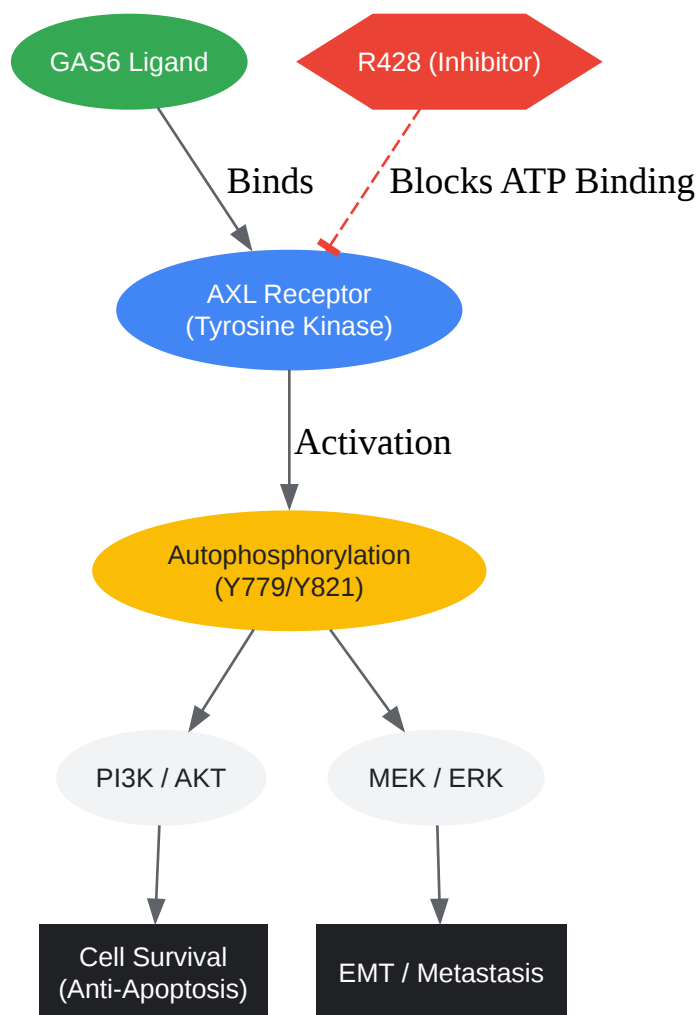 GAS6 Ligand
R428 (Inhibitor)
Binds
Blocks ATP Binding
AXL Receptor
(Tyrosine Kinase)
Activation
Autophosphorylation
(Y779/Y821)
PI3K / AKT
MEK / ERK
Cell Survival
(Anti-Apoptosis)
EMT / Metastasis